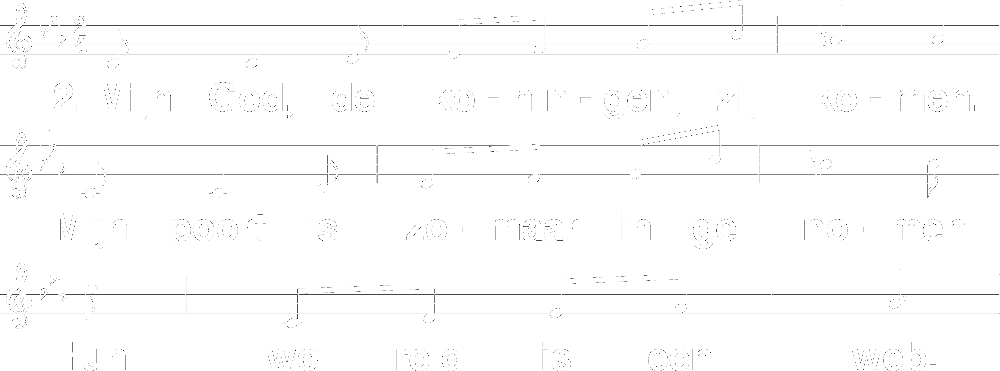 2. Mijn God, de ko - nin - gen, zij ko - men.
Mijn poort is zo - maar in - ge - no - men.
Hun we - reld is een web.